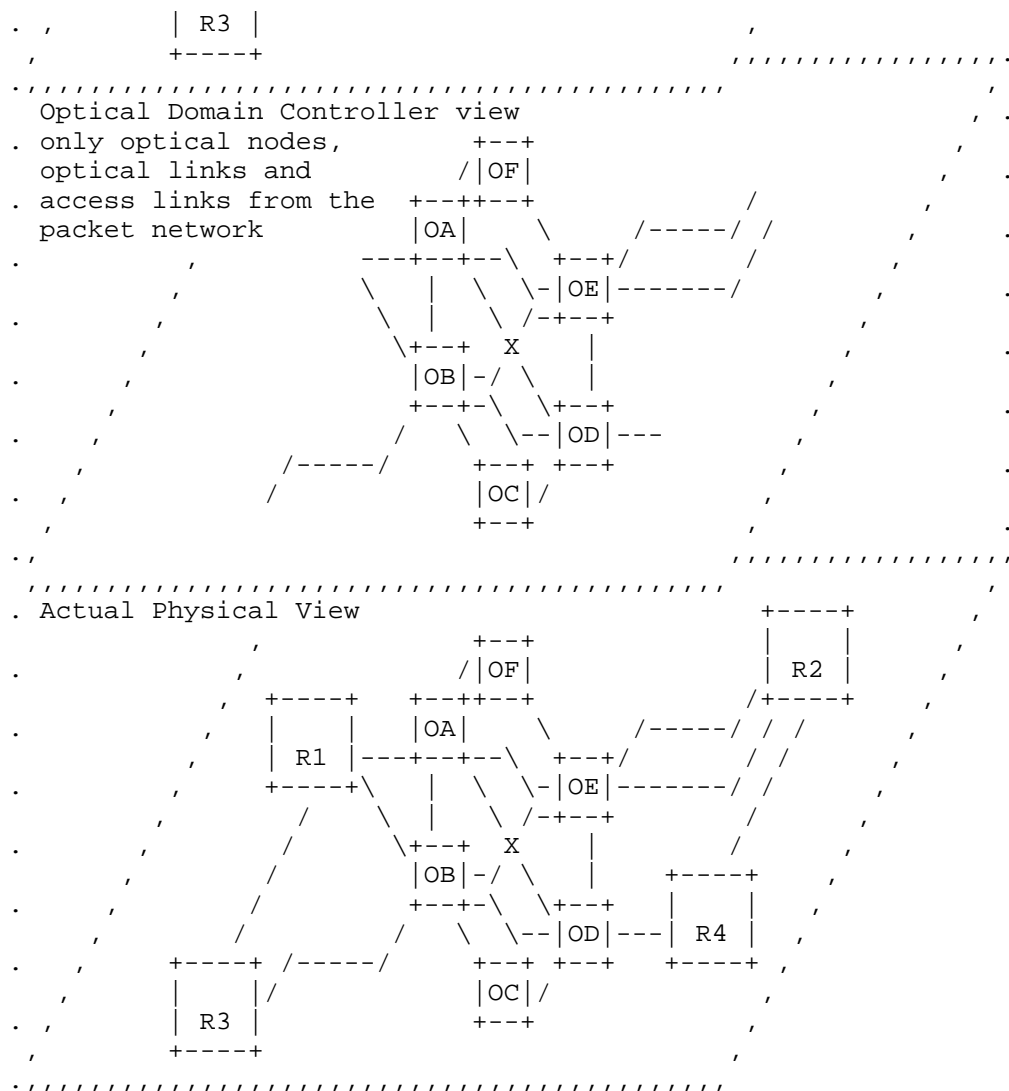 R3
Optical Domain Controller view
only optical nodes,
OF
optical links and
access links from the
OA
packet network
OE
OB
OD
OC
Actual Physical View
R2
OF
OA
R1
OE
X
OB
R4
OD
OC
R3